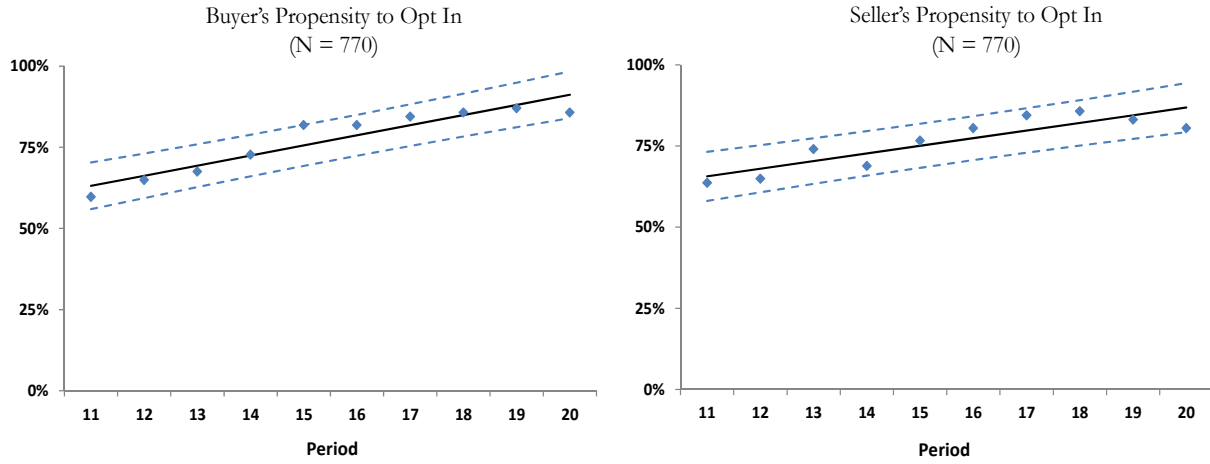 Buyer's Propensity to Opt In
(N = 770)
100%
75%
50%
25%
0%
11 12 13 14 15 16 17 18 19 20
Period
Seller's Propensity to Opt In
(N = 770)
100%
75%
50%
25%
0%
11 12 13 14 15 16 17 18 19 20
Period